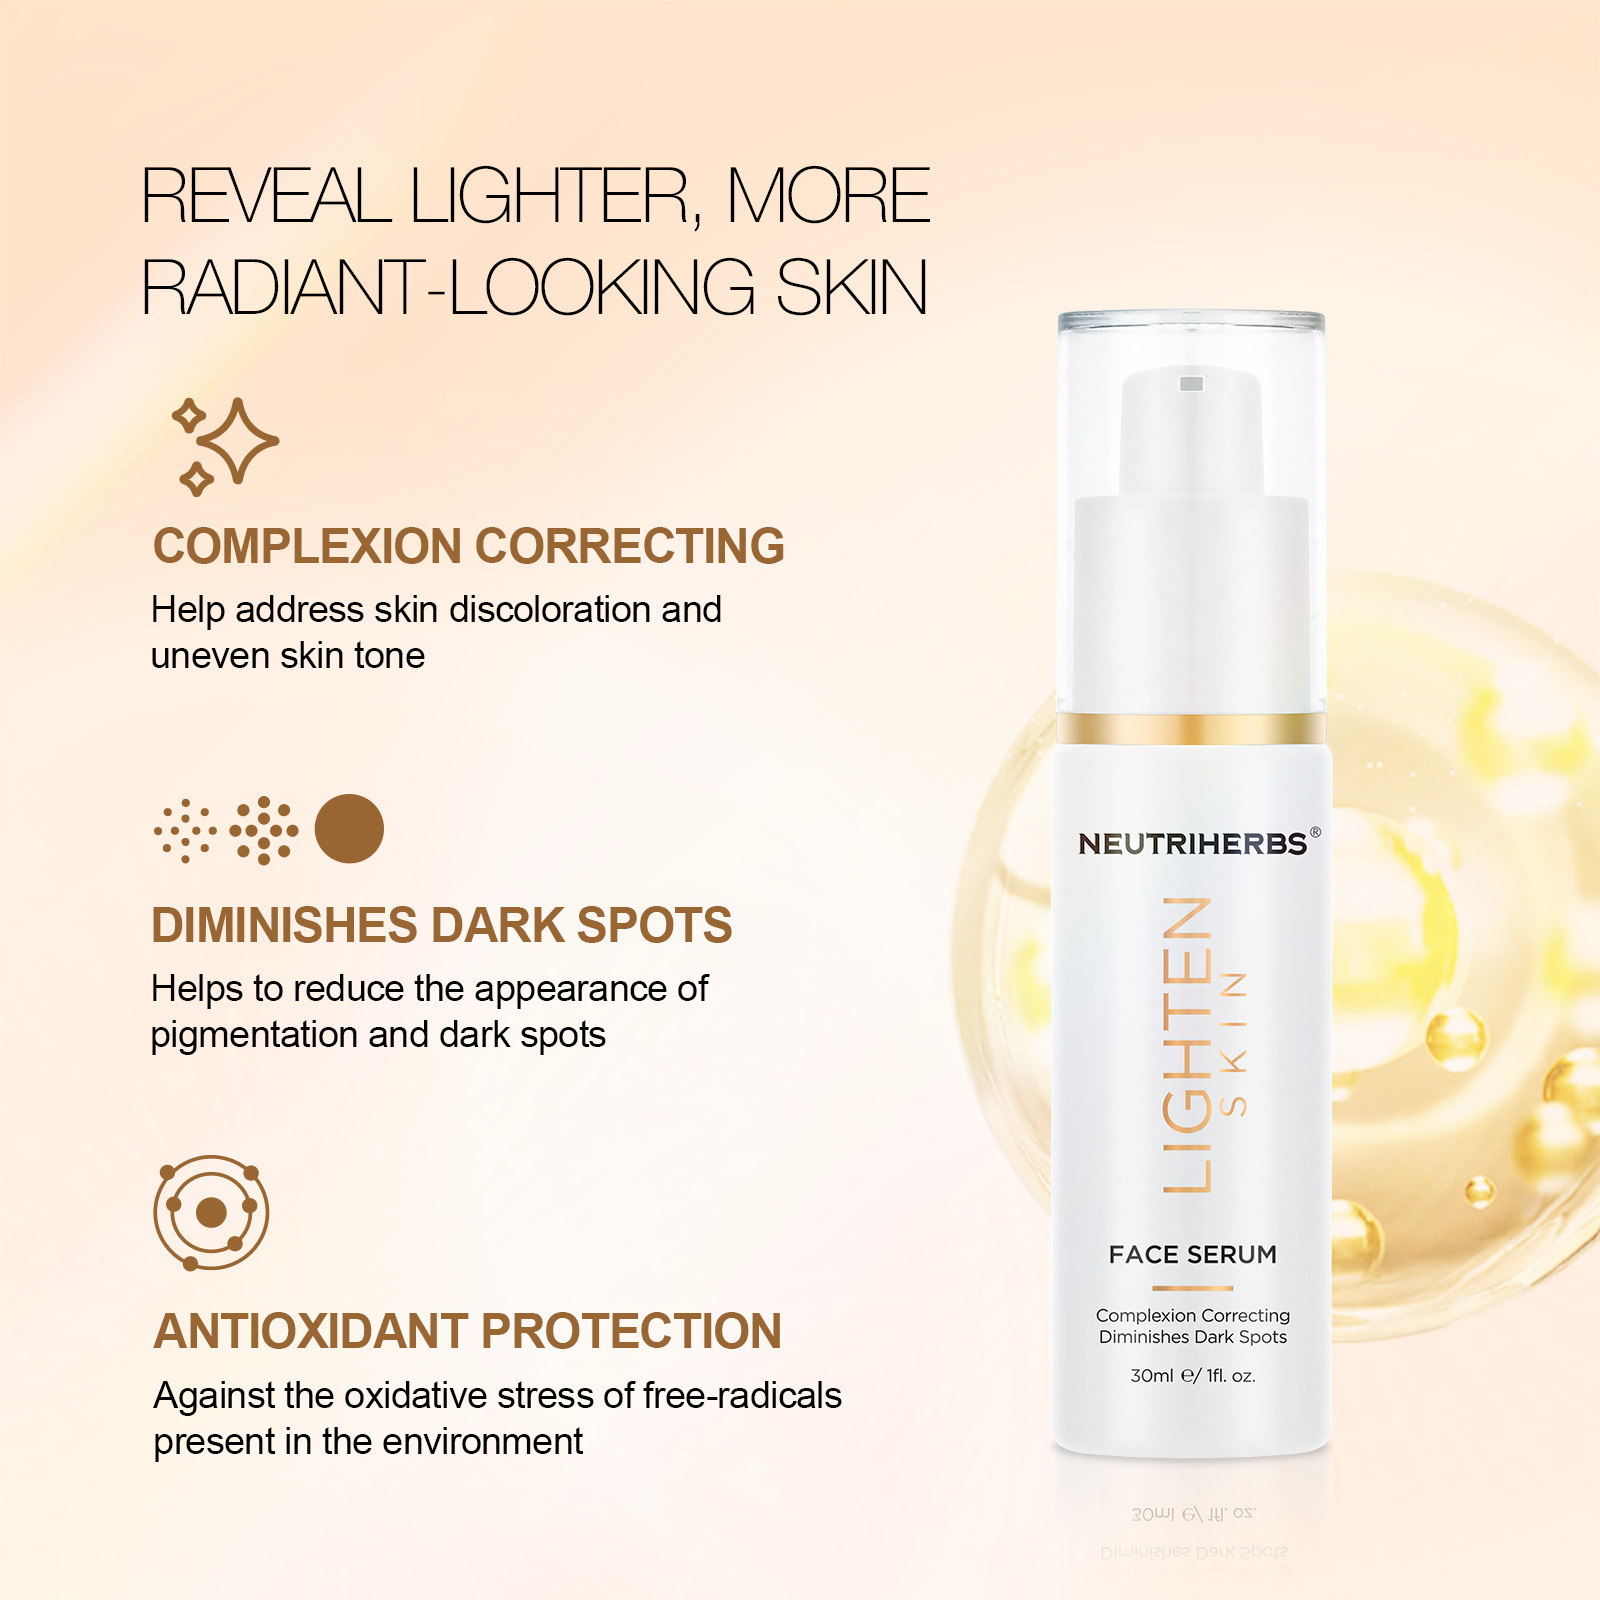 REVEAL LIGHTER, MORE
RADIANT-LOOKING SKIN
COMPLEXION CORRECTING
Help address skin discoloration and
uneven skin tone
DIMINISHES DARK SPOTS
Helps to reduce the appearance of
pigmentation and dark spots
ANTIOXIDANT PROTECTION
Against the oxidative stress of free-radicals
present in the environment
NEUTRIHERBS®
LIGHTEN
SKIN
FACE SERUM
Complexion Correcting
Diminishes Dark Spots
30ml ℮/ 1fl. oz.